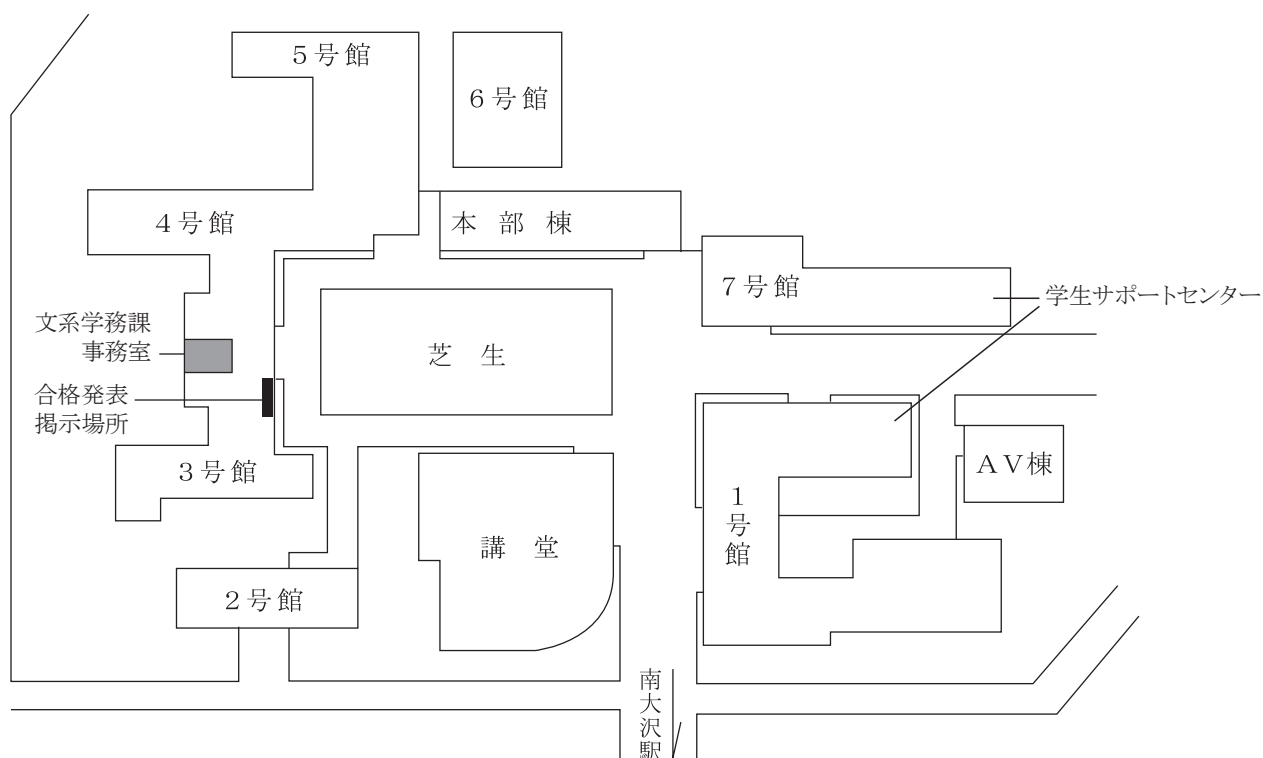 ５号館
６号館
４号館
本部棟
７号館
学生サポートセンター
文系学務課
事務室
芝生
合格発表
掲示場所
３号館
ＡＶ棟
１号館
講堂
２号館
南大沢駅